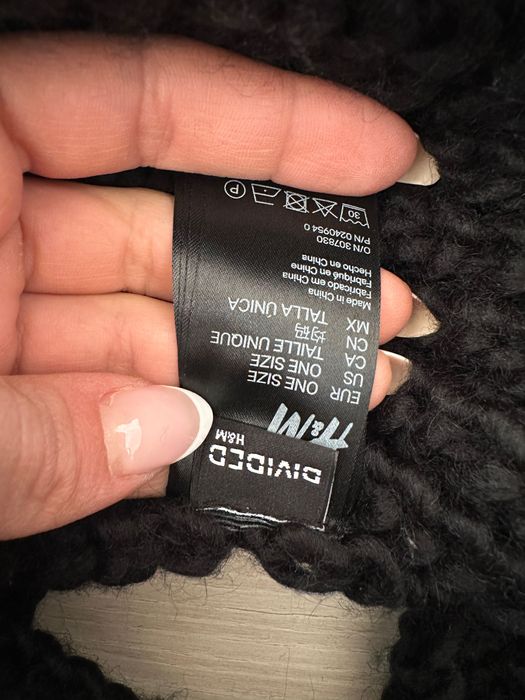 DIVIDED
H&M
H&M
EUR ONE SIZE
US ONE SIZE
CA TAILLE UNIQUE
CN 均码
MX TALLA UNICA
Made in China
Fabricado em China
Fabriqué en Chine
Hecho en China
O/N 307830
P/N 0240954 0
30
P